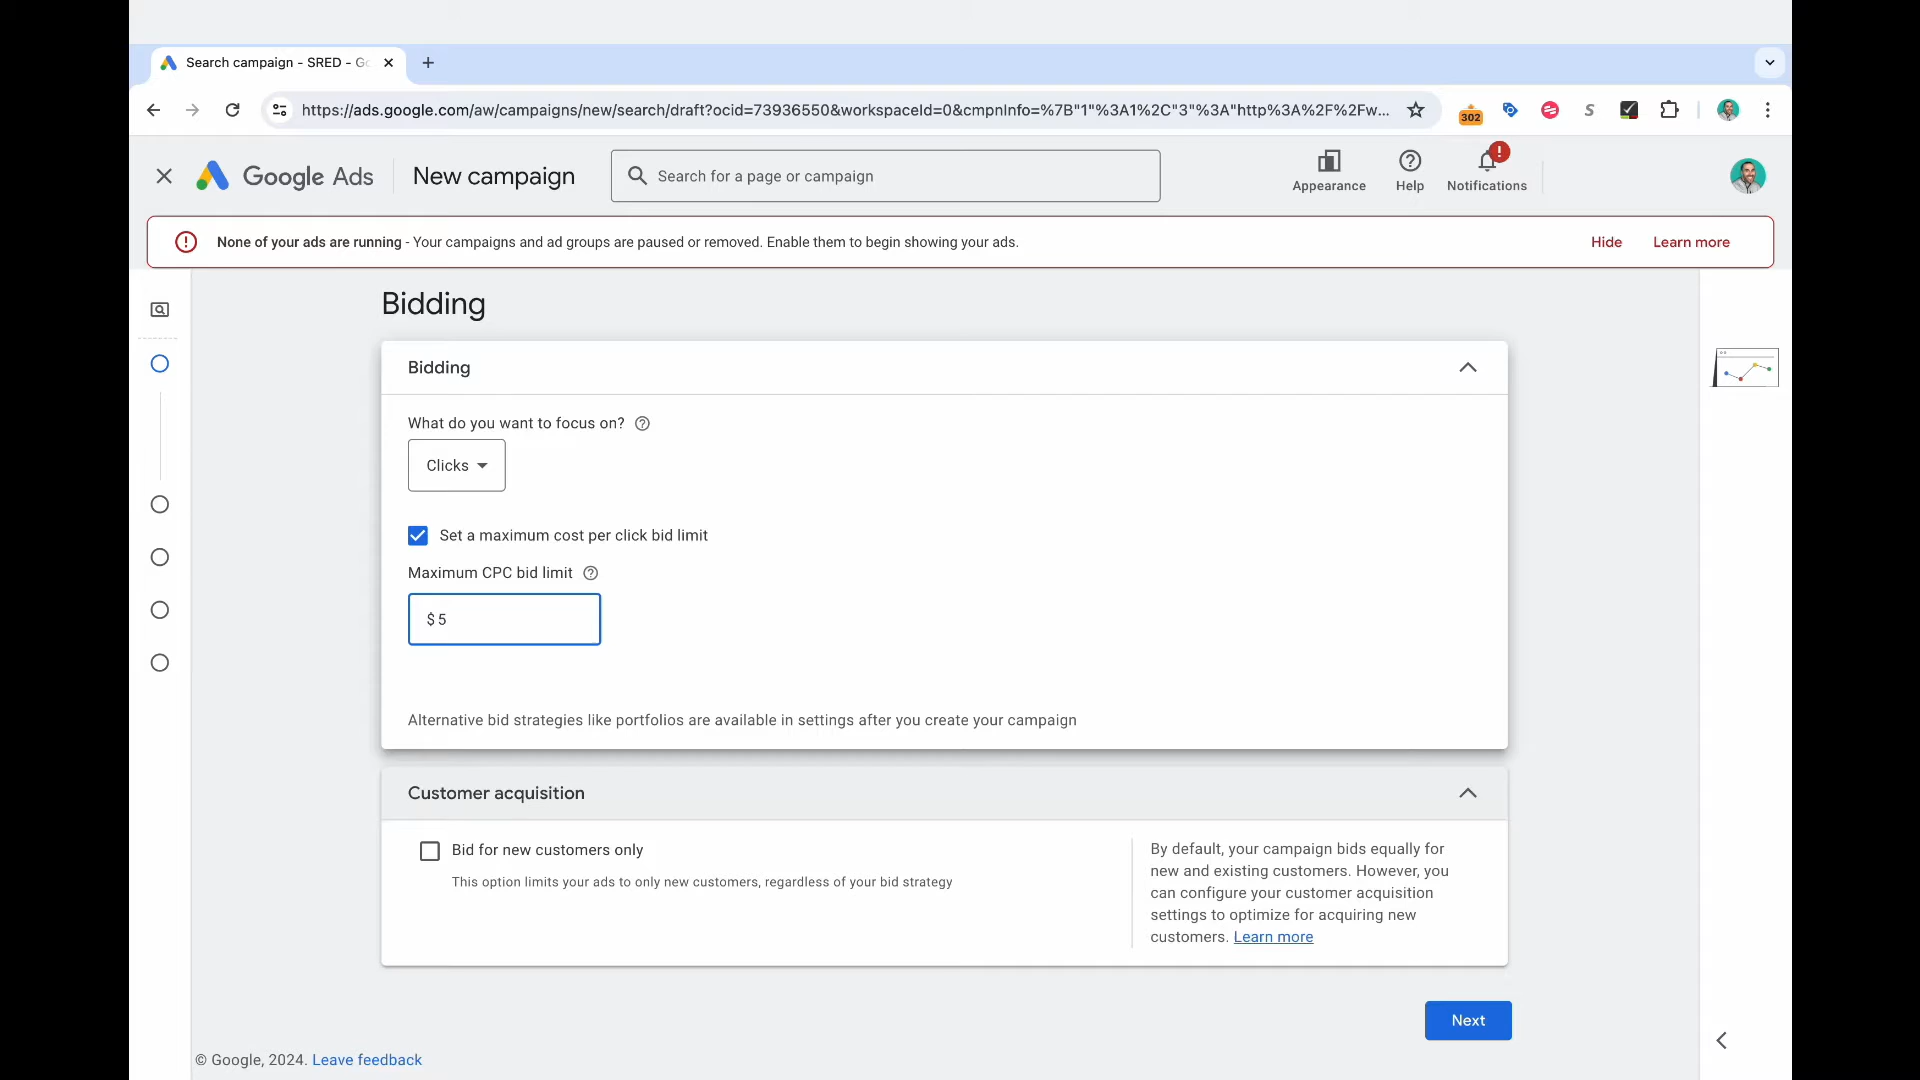 Search campaign - SRED - Go
https://ads.google.com/aw/campaigns/new/search/draft?ocid=73936550&workspaceId=0&cmpnInfo=%7B"1"%3A1%2C"3"%3A"http%3A%2F%2Fw...
302
Google Ads
New campaign
Search for a page or campaign
Appearance
Help
Notifications
None of your ads are running - Your campaigns and ad groups are paused or removed. Enable them to begin showing your ads.
Hide
Learn more
Bidding
Bidding
What do you want to focus on?
Clicks
Set a maximum cost per click bid limit
Maximum CPC bid limit
$ 5
Alternative bid strategies like portfolios are available in settings after you create your campaign
Customer acquisition
Bid for new customers only
This option limits your ads to only new customers, regardless of your bid strategy
By default, your campaign bids equally for
new and existing customers. However, you
can configure your customer acquisition
settings to optimize for acquiring new
customers. Learn more
Next
© Google, 2024. Leave feedback